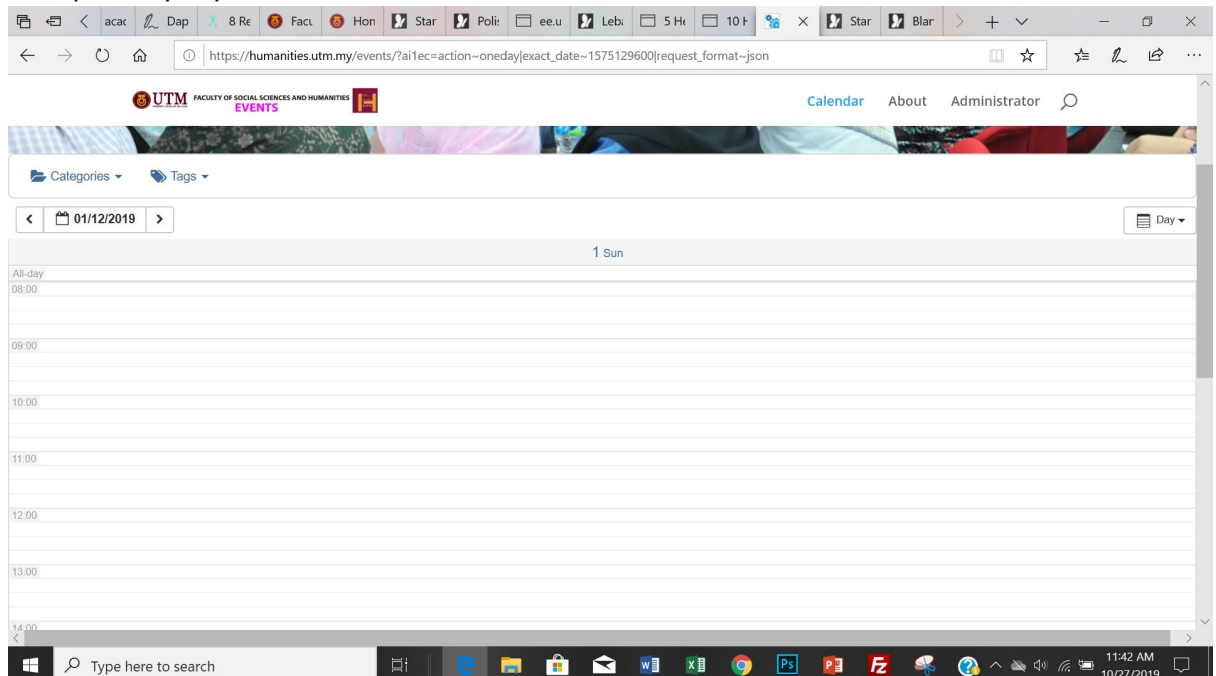 acac Dap 8 Re Facu Hon Star Polis ee.u Leba 5 He 10 H Star Blar
https://humanities.utm.my/events/?ai1ec=action~oneday|exact_date~1575129600|request_format~json
UTM FACULTY OF SOCIAL SCIENCES AND HUMANITIES
EVENTS
Calendar About Administrator
Categories Tags
01/12/2019 Day
1 Sun
All-day
08:00
09:00
10:00
11:00
12:00
13:00
14:00
Type here to search
11:42 AM
10/27/2019